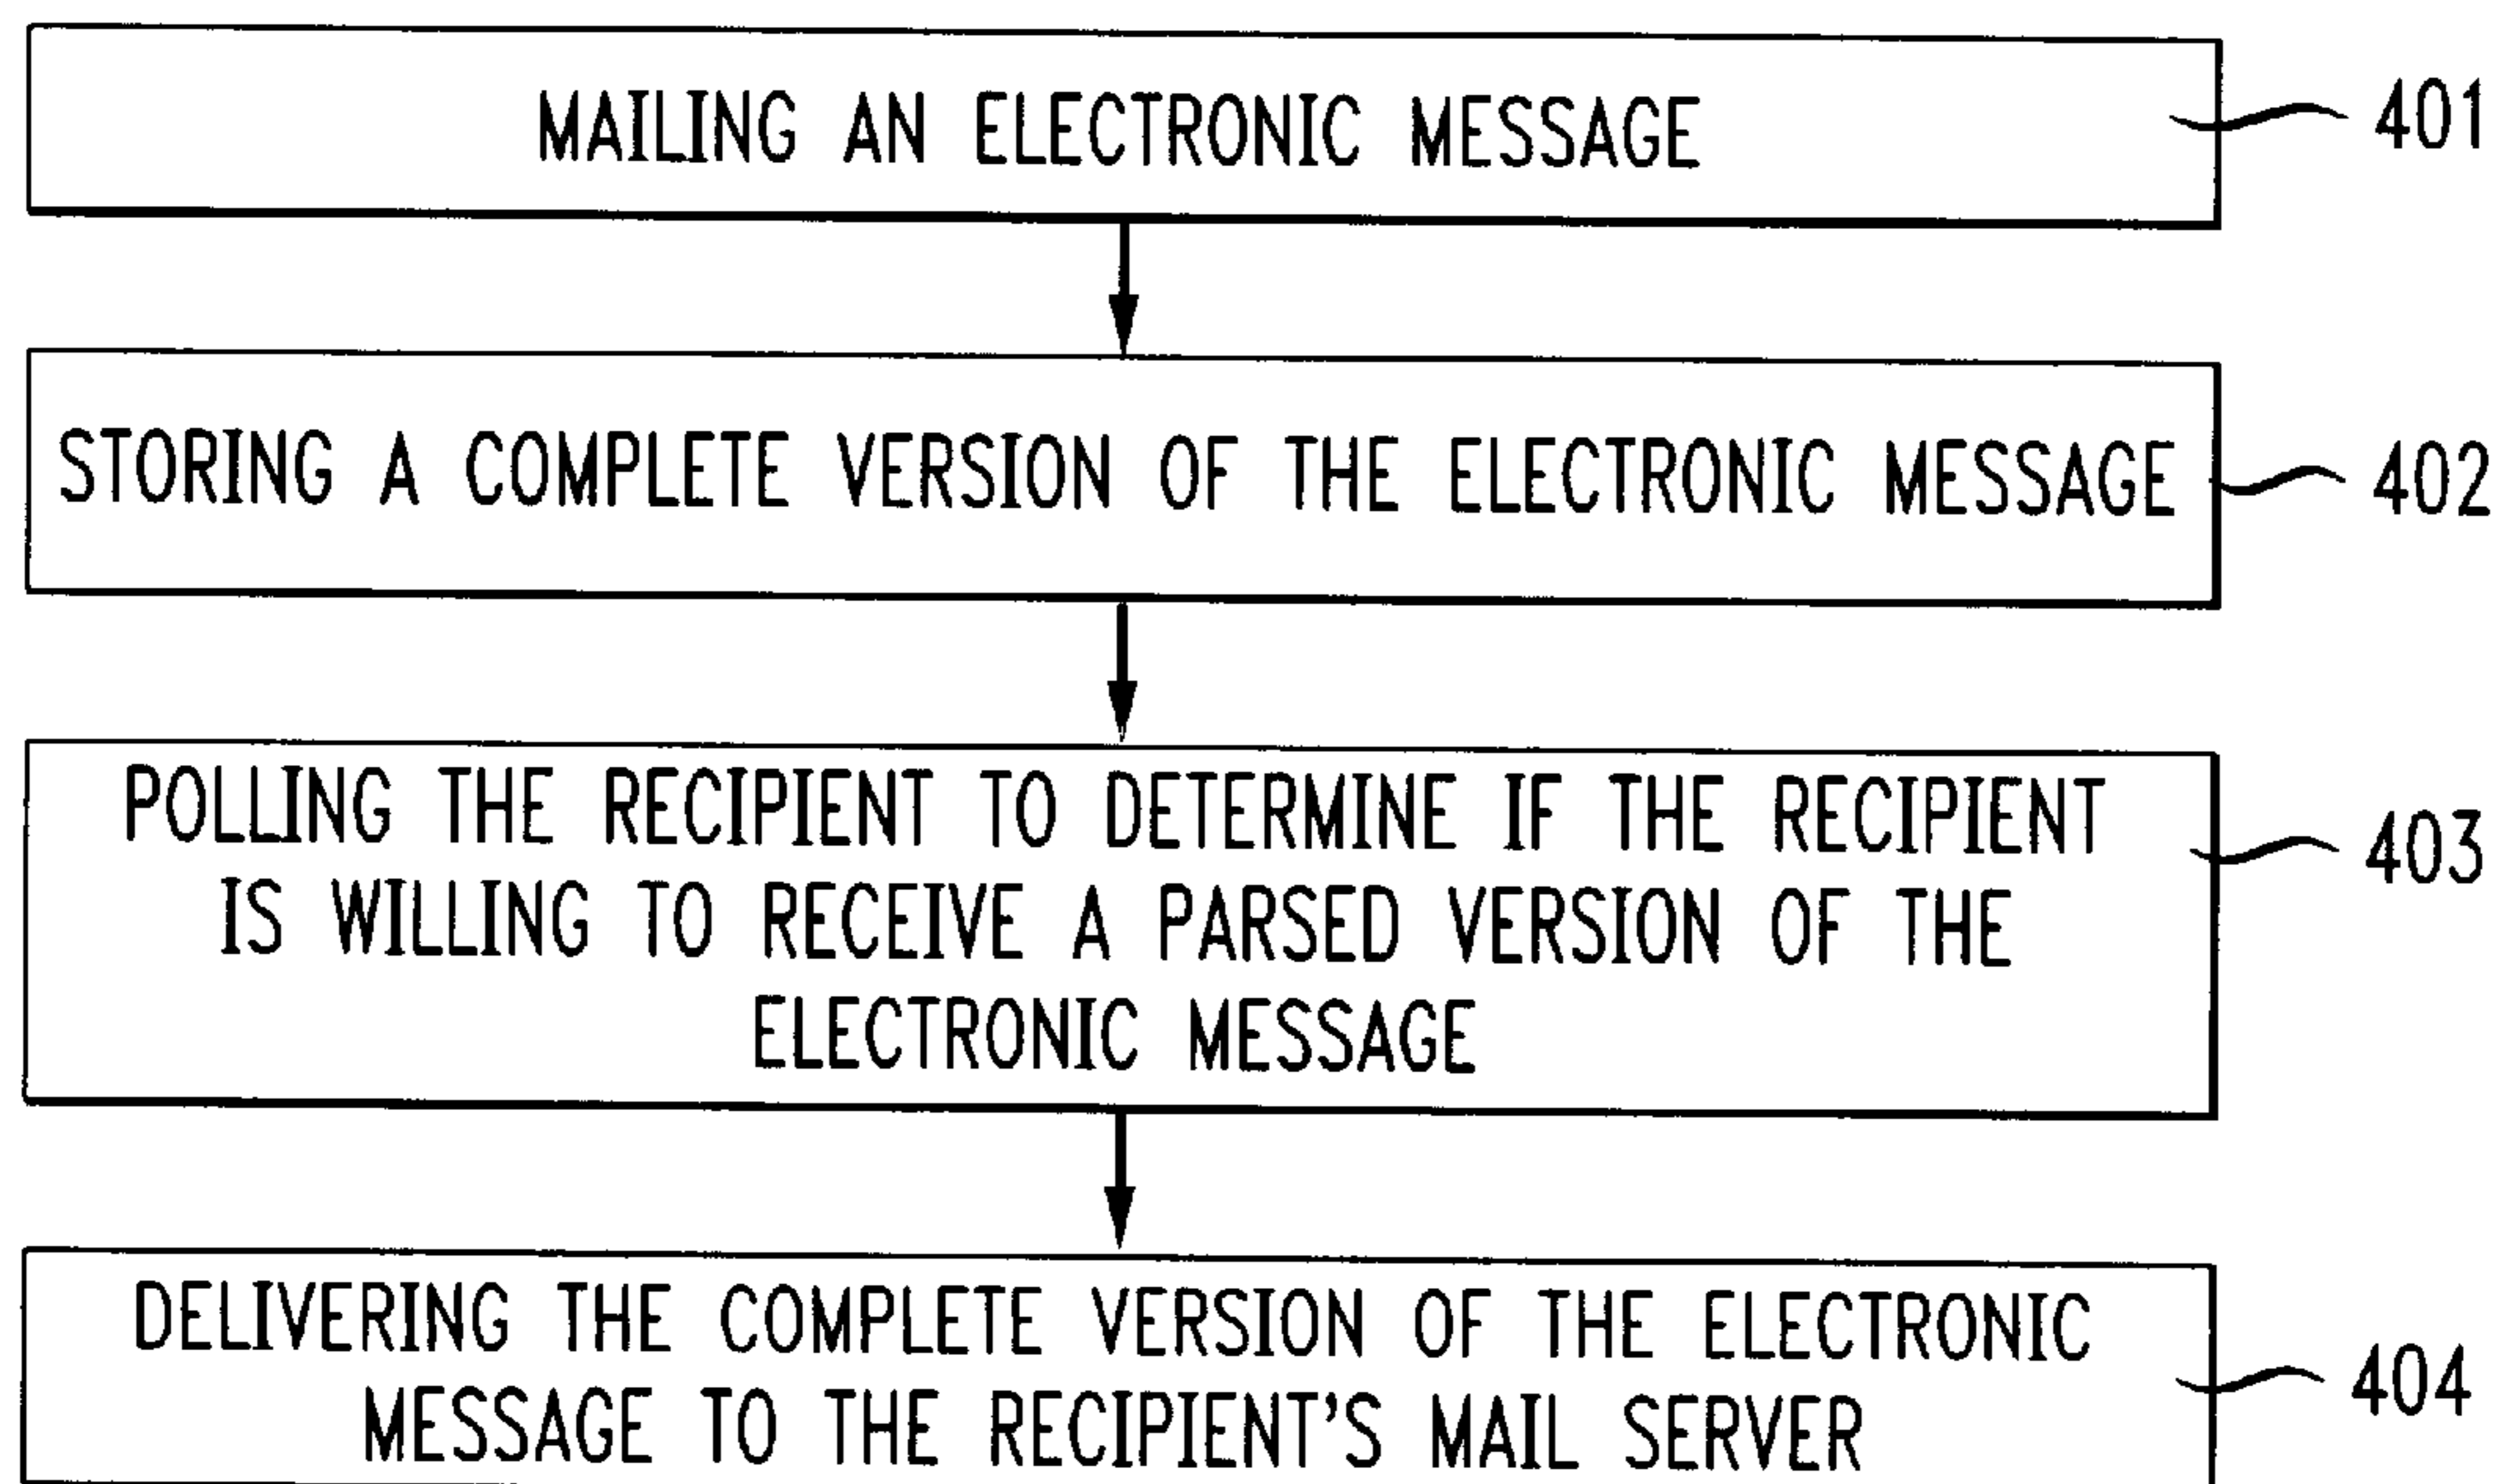 MAILING AN ELECTRONIC MESSAGE
401
STORING A COMPLETE VERSION OF THE ELECTRONIC MESSAGE
402
POLLING THE RECIPIENT TO DETERMINE IF THE RECIPIENT
IS WILLING TO RECEIVE A PARSED VERSION OF THE
ELECTRONIC MESSAGE
403
DELIVERING THE COMPLETE VERSION OF THE ELECTRONIC
MESSAGE TO THE RECIPIENT'S MAIL SERVER
404